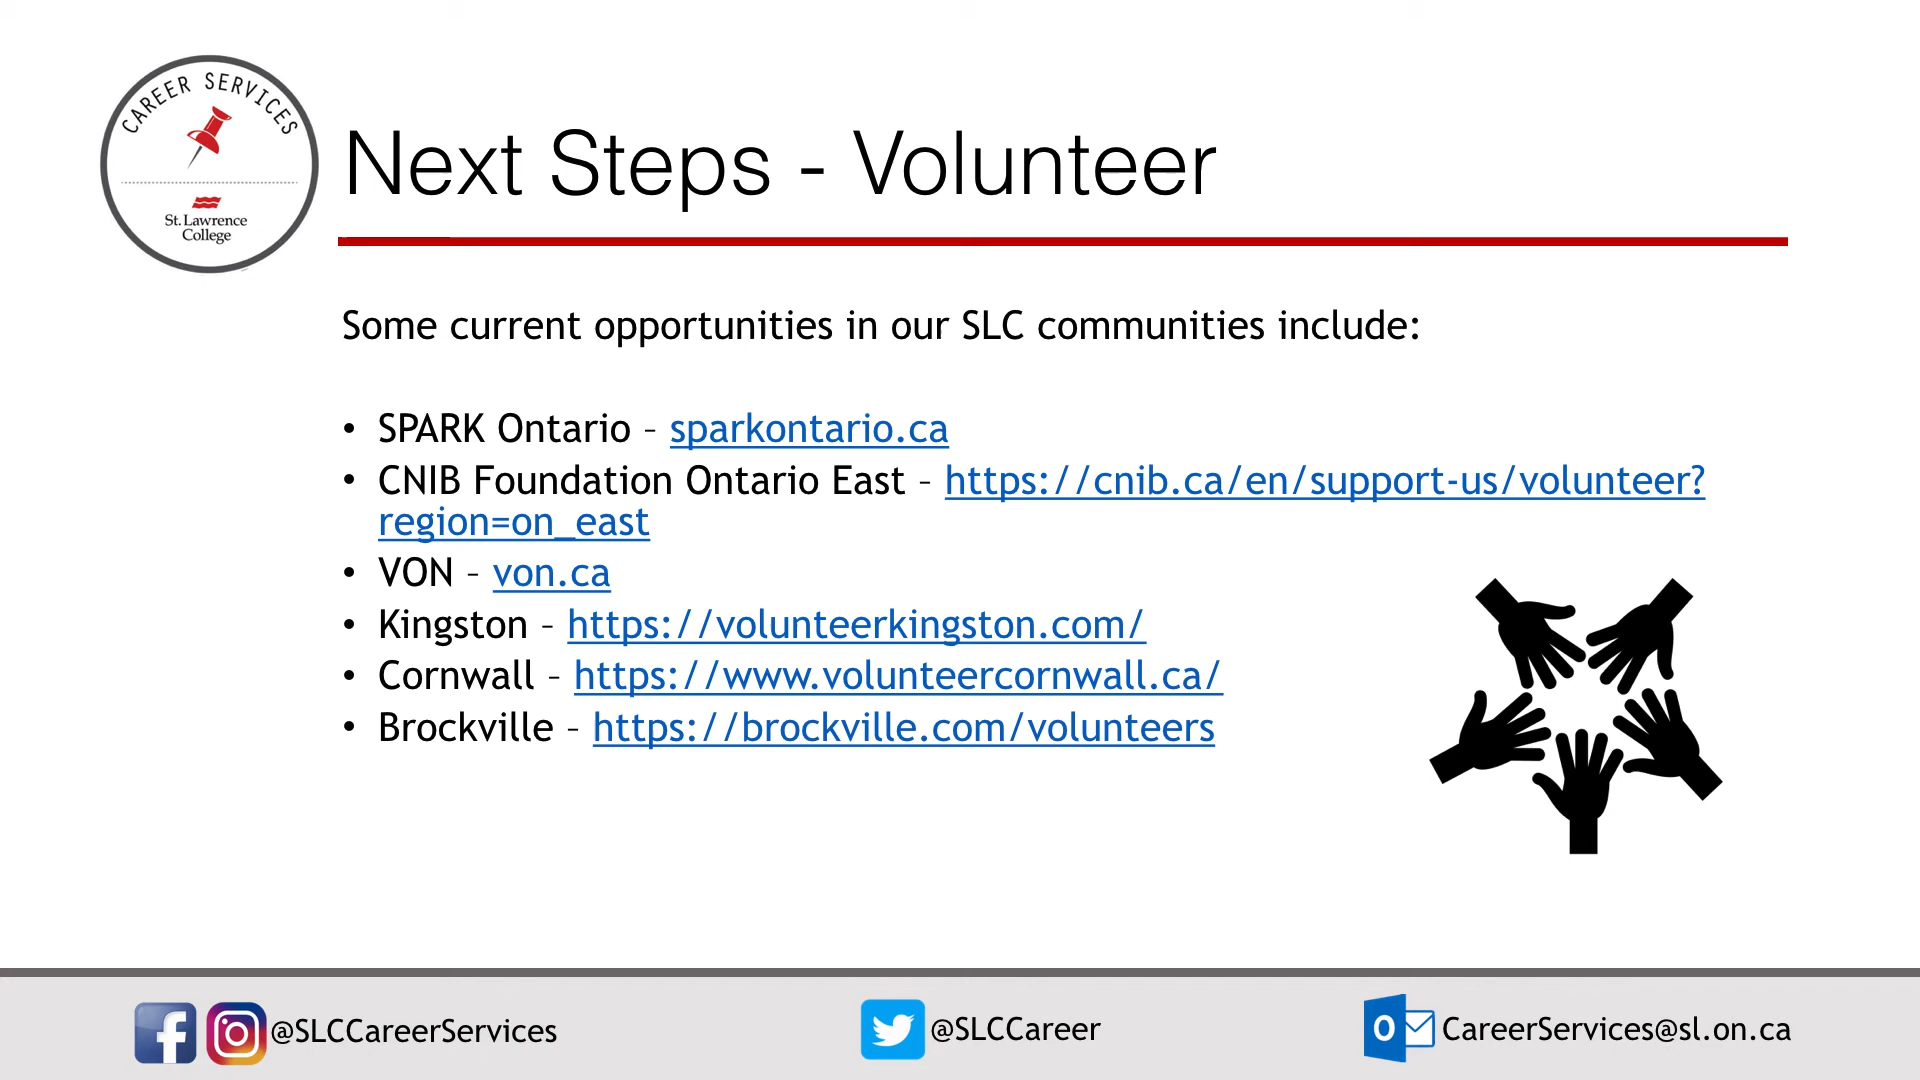 CAREER SERVICES
St. Lawrence
College
Next Steps - Volunteer
Some current opportunities in our SLC communities include:
• SPARK Ontario – sparkontario.ca
• CNIB Foundation Ontario East – https://cnib.ca/en/support-us/volunteer?
region=on_east
• VON – von.ca
• Kingston – https://volunteerkingston.com/
• Cornwall – https://www.volunteercornwall.ca/
• Brockville – https://brockville.com/volunteers
@SLCCareerServices
@SLCCareer
CareerServices@sl.on.ca